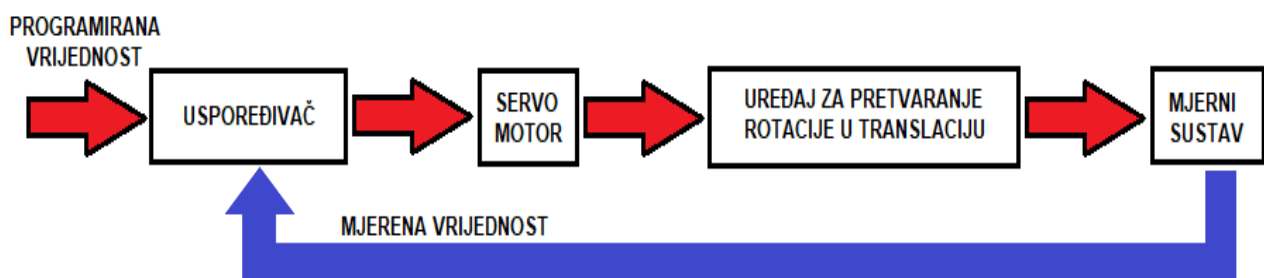 PROGRAMIRANA
VRIJEDNOST
USPOREĐIVAČ
SERVO
MOTOR
UREĐAJ ZA PRETVARANJE
ROTACIJE U TRANSLACIJU
MJERNI
SUSTAV
MJERENA VRIJEDNOST